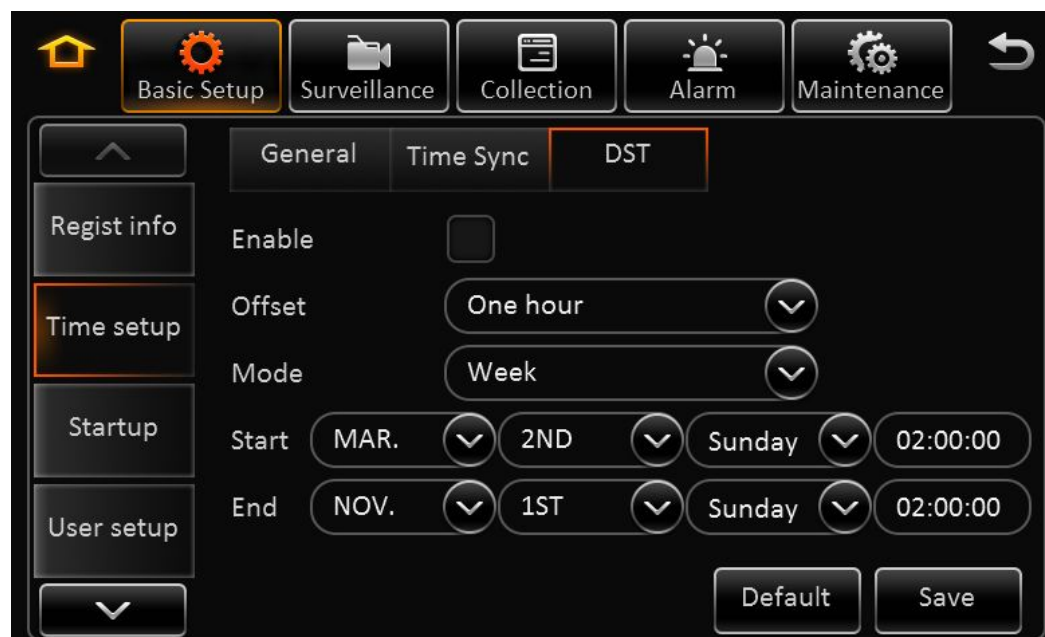 Basic Setup Surveillance Collection Alarm Maintenance
General Time Sync DST
Regist info
Time setup
Startup
User setup
Enable
Offset One hour
Mode Week
Start MAR. 2ND Sunday 02:00:00
End NOV. 1ST Sunday 02:00:00
Default Save